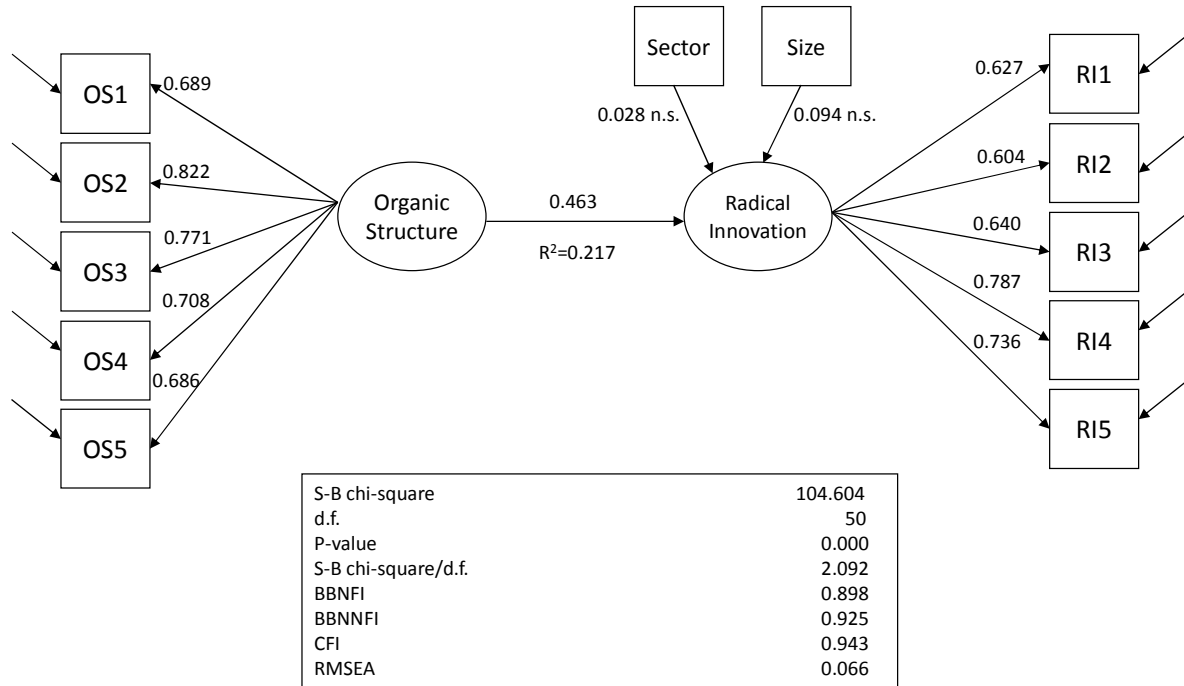 Sector
Size
OS1
0.689
0.627
RI1
0.028 n.s.
0.094 n.s.
OS2
0.822
0.604
RI2
Organic
Structure
0.463
Radical
Innovation
R²=0.217
OS3
0.771
0.640
RI3
0.708
0.787
OS4
0.686
0.736
RI4
OS5
RI5
S-B chi-square 104.604
d.f. 50
P-value 0.000
S-B chi-square/d.f. 2.092
BBNFI 0.898
BBNNFI 0.925
CFI 0.943
RMSEA 0.066